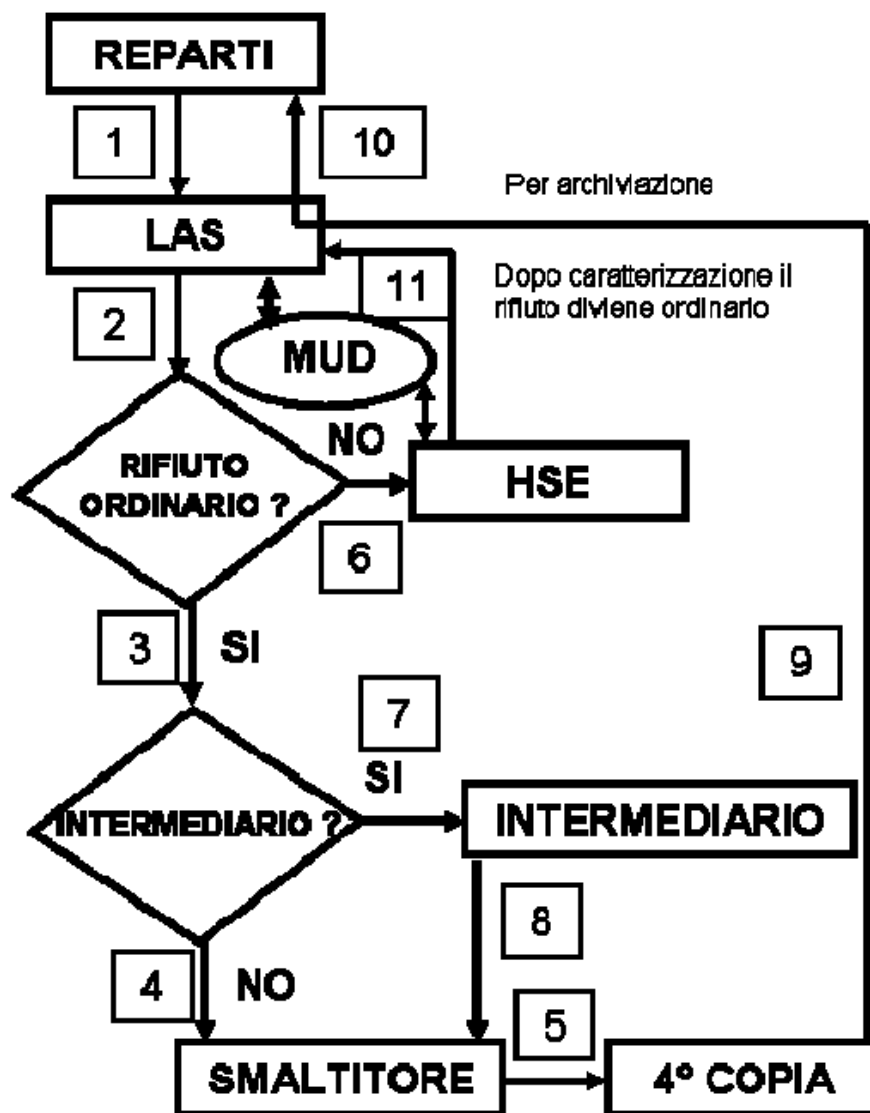 REPARTI
1
10
Per archiviazione
LAS
Dopo caratterizzazione il
rifiuto diviene ordinario
11
2
MUD
NO
RIFIUTO
ORDINARIO ?
HSE
6
3
SI
9
7
SI
INTERMEDIARIO ?
INTERMEDIARIO
8
4
NO
5
SMALTITORE
4º COPIA